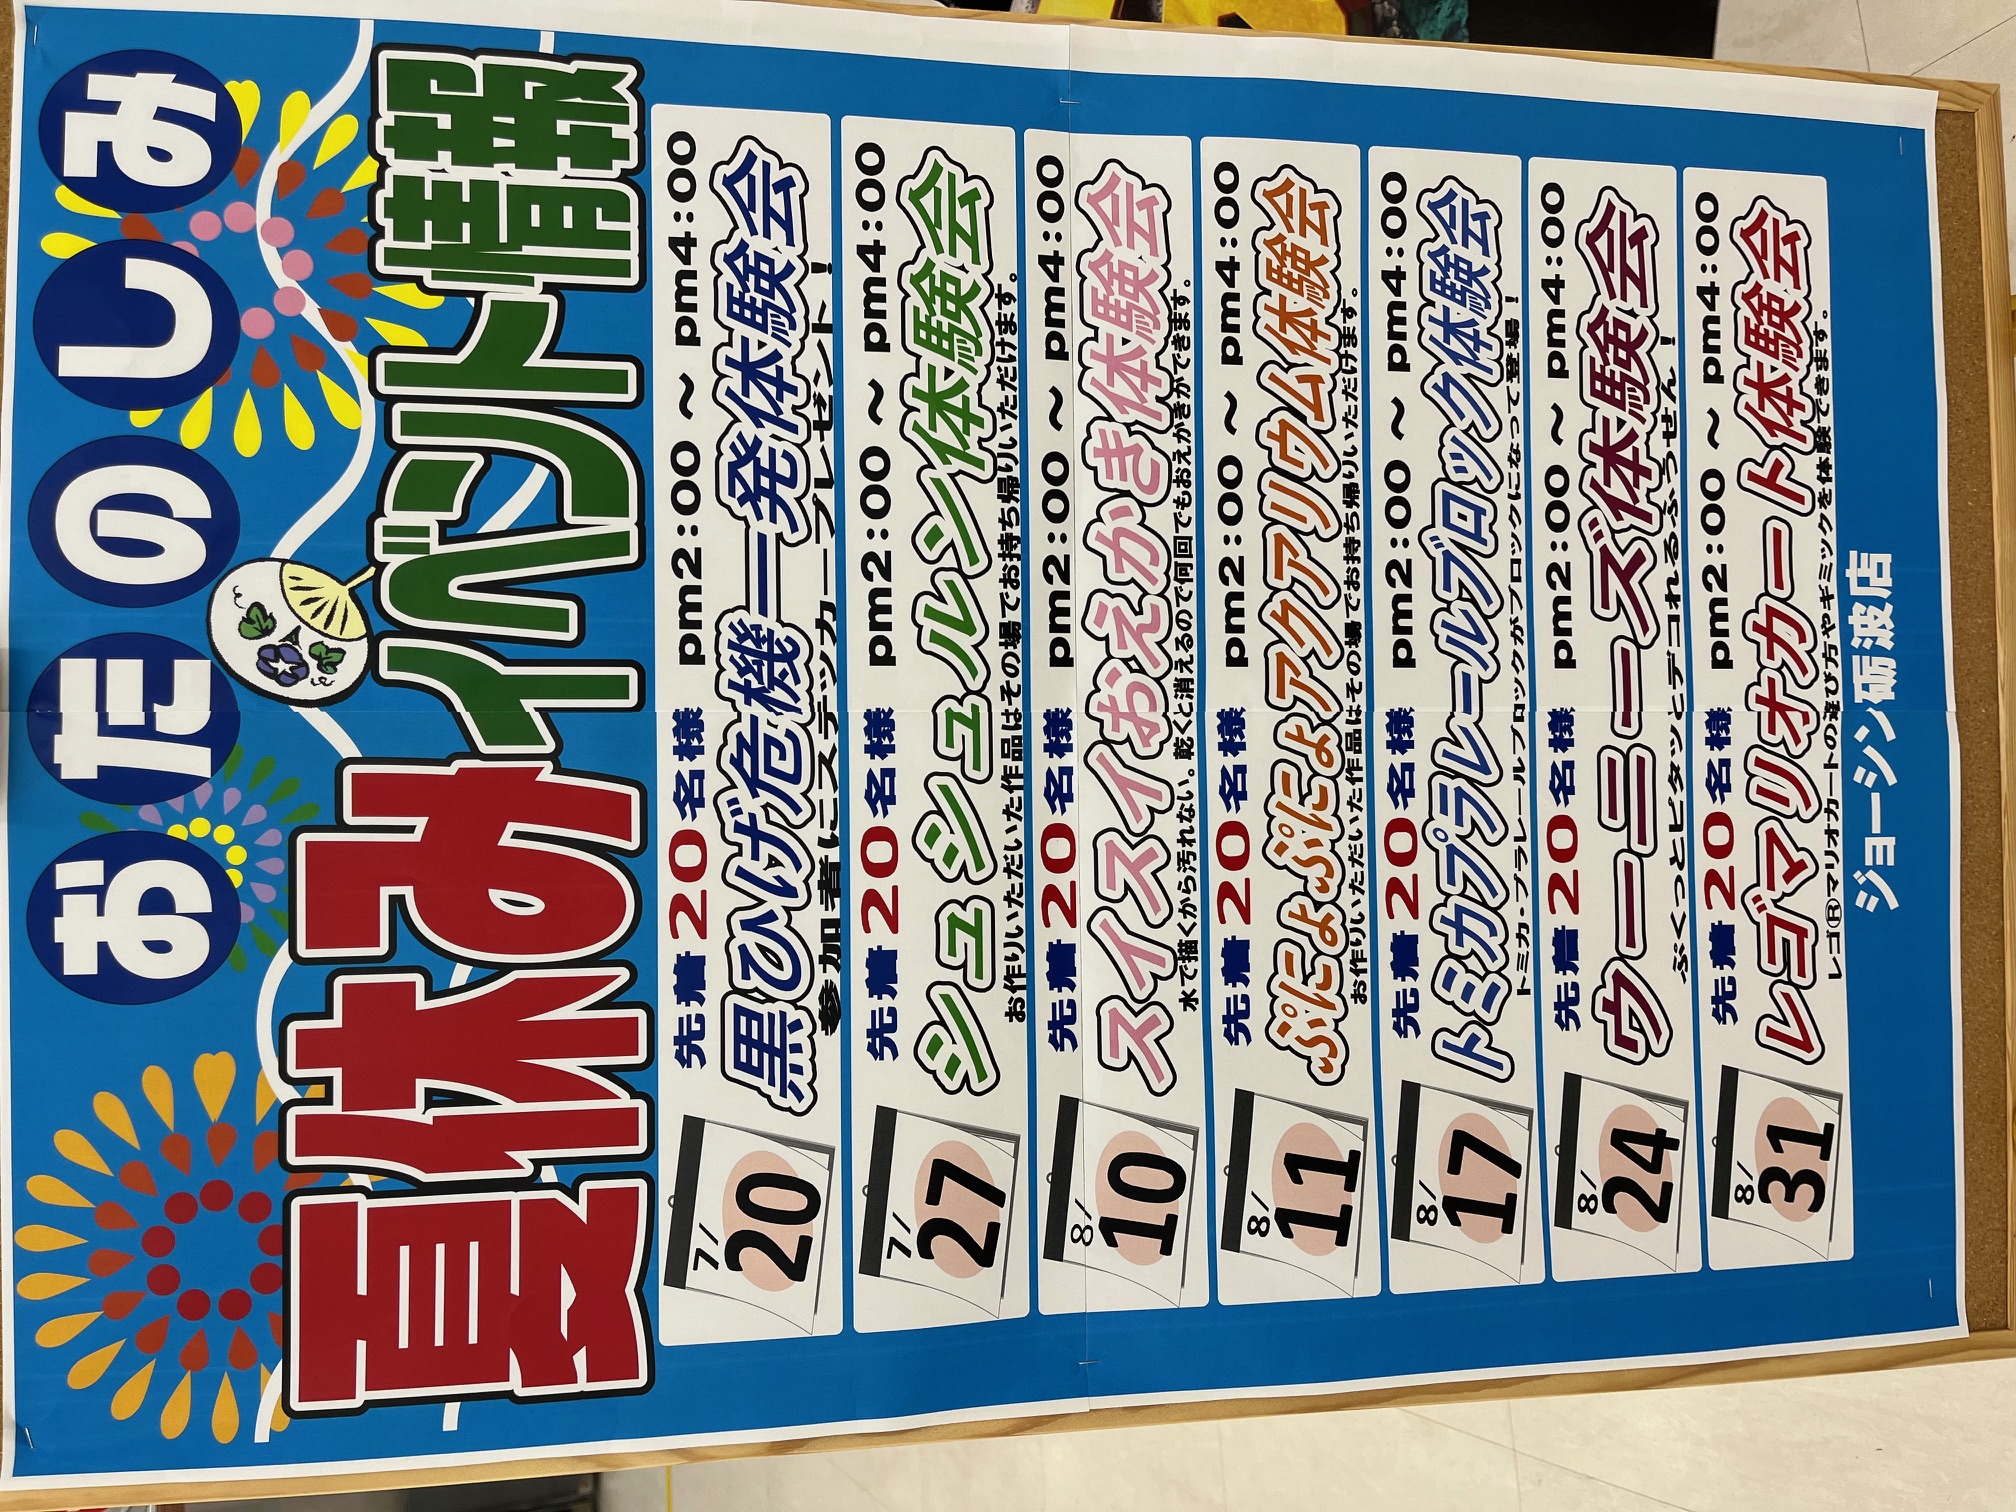 おたのしみ
夏休みイベント情報
7/20
先着20名様 pm2:00～pm4:00
黒ひげ危機一発体験会
参加者にステッカープレゼント！
7/27
先着20名様 pm2:00～pm4:00
シュシュルン体験会
お作りいただいた作品はその場でお持ち帰りいただけます。
8/10
先着20名様 pm2:00～pm4:00
スイスイおえかき体験会
水で描くから汚れない。乾くと消えるので何回でもおえかきができます。
8/11
先着20名様 pm2:00～pm4:00
ぷにょぷにょアクアリウム体験会
お作りいただいた作品はその場でお持ち帰りいただけます。
8/17
先着20名様 pm2:00～pm4:00
トミカプラレールブロック体験会
トミカ・プラレールブロックがブロックになって登場！
8/24
先着20名様 pm2:00～pm4:00
ウーニーズ体験会
ぷくっとピタッとデコれるふうせん！
8/31
先着20名様 pm2:00～pm4:00
レゴマリオカート体験会
レゴ®マリオカートの遊び方やギミックを体験できます。
ジョーシン砺波店